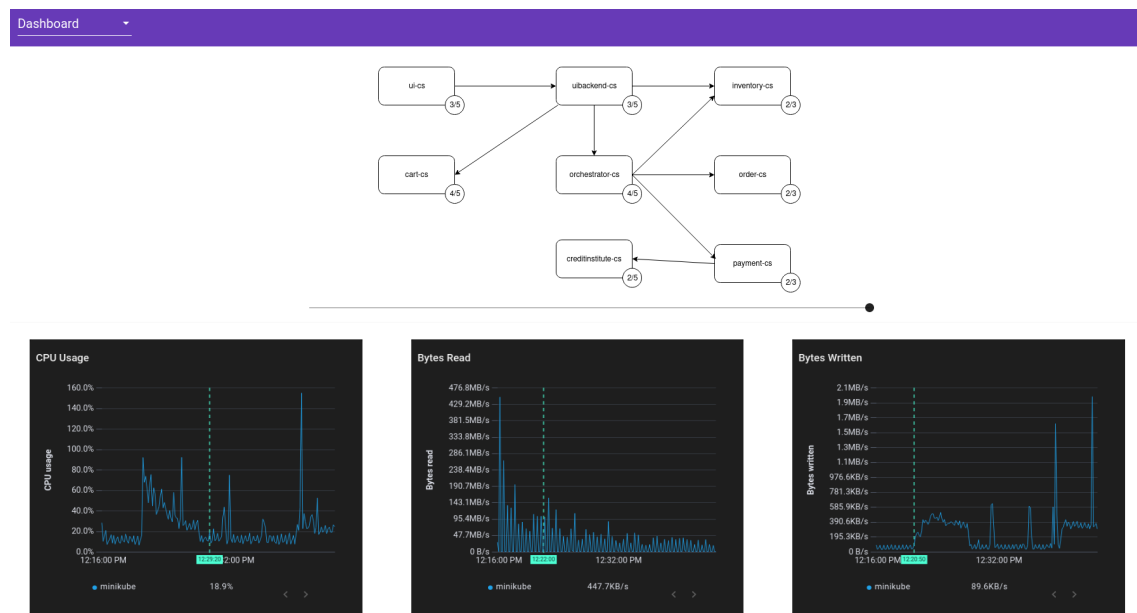 Dashboard
ui-cs
3/5
uibackend-cs
3/5
inventory-cs
2/3
cart-cs
4/5
orchestrator-cs
4/5
order-cs
2/3
creditinstitute-cs
2/5
payment-cs
2/3
CPU Usage
CPU usage
160.0%
140.0%
120.0%
100.0%
80.0%
60.0%
40.0%
20.0%
0.0%
12:16:00 PM
12:29:20
2:00 PM
minikube 18.9%
Bytes Read
Bytes read
476.8MB/s
429.2MB/s
381.5MB/s
333.8MB/s
286.1MB/s
238.4MB/s
190.7MB/s
143.1MB/s
95.4MB/s
47.7MB/s
0 B/s
12:16:00 PM
12:22:50
12:32:00 PM
minikube 447.7KB/s
Bytes Written
Bytes written
2.1MB/s
1.9MB/s
1.7MB/s
1.5MB/s
1.3MB/s
1.1MB/s
976.6KB/s
781.3KB/s
585.9KB/s
390.6KB/s
195.3KB/s
0 B/s
12:16:00 PM
12:20:50
12:32:00 PM
minikube 89.6KB/s